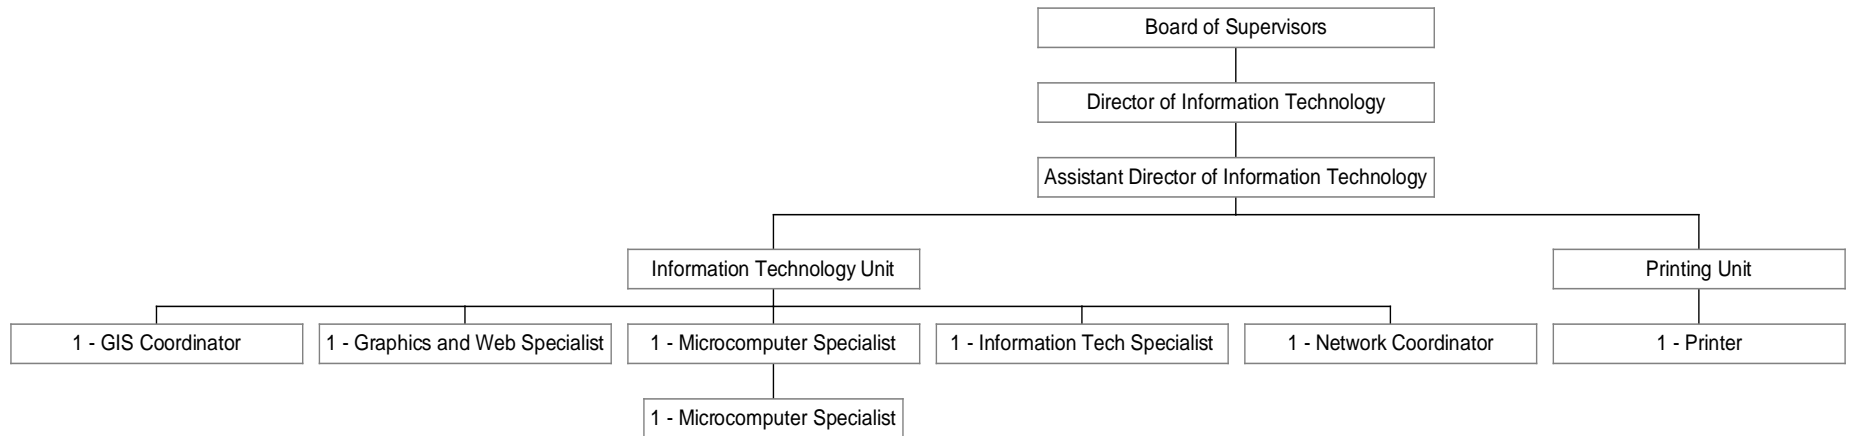 Board of Supervisors
Director of Information Technology
Assistant Director of Information Technology
Information Technology Unit
Printing Unit
1 - GIS Coordinator
1 - Graphics and Web Specialist
1 - Microcomputer Specialist
1 - Information Tech Specialist
1 - Network Coordinator
1 - Printer
1 - Microcomputer Specialist